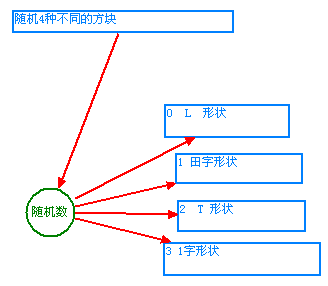 随机4种不同的方块
0 L 形状
1 田字形状
随机数
2 T 形状
3 1字形状